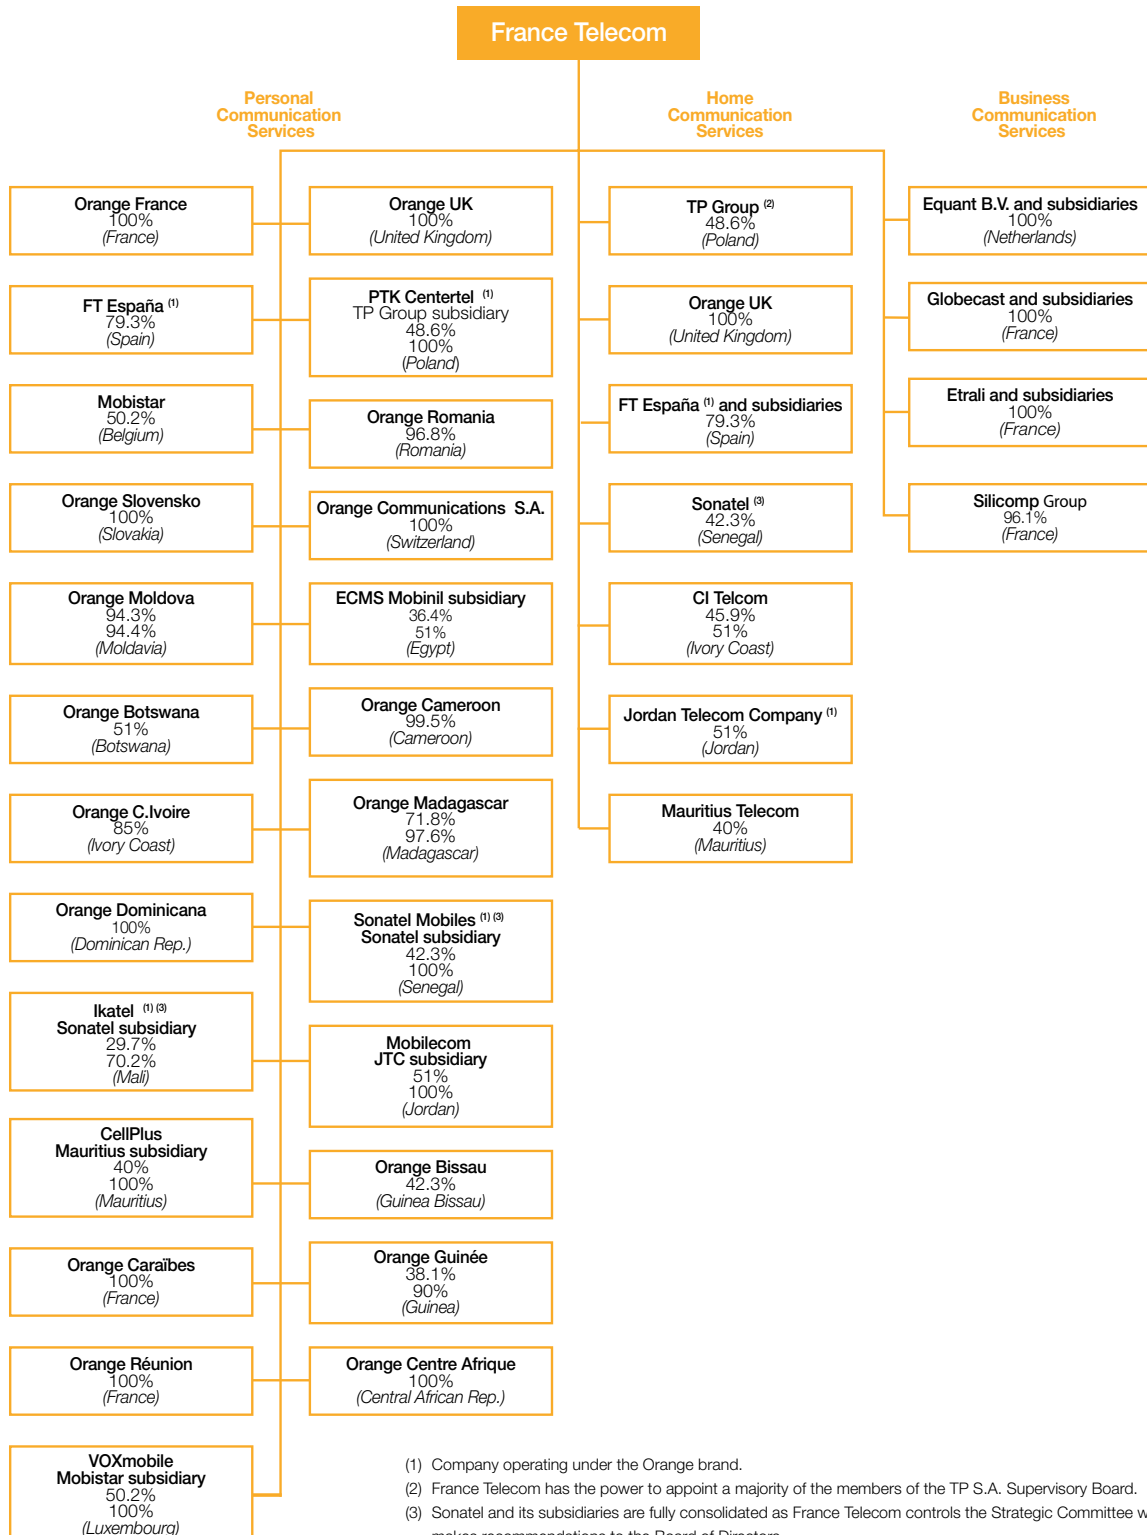 France Telecom
Personal
Communication
Services
Home
Communication
Services
Business
Communication
Services
Orange France
100%
(France)
FT España (1)
79.3%
(Spain)
Mobistar
50.2%
(Belgium)
Orange Slovensko
100%
(Slovakia)
Orange Moldova
94.3%
94.4%
(Moldavia)
Orange Botswana
51%
(Botswana)
Orange C.Ivoire
85%
(Ivory Coast)
Orange Dominicana
100%
(Dominican Rep.)
Ikatel (1) (3)
Sonatel subsidiary
29.7%
70.2%
(Mali)
CellPlus
Mauritius subsidiary
40%
100%
(Mauritius)
Orange Caraïbes
100%
(France)
Orange Réunion
100%
(France)
VOXmobile
Mobistar subsidiary
50.2%
100%
(Luxembourg)
Orange UK
100%
(United Kingdom)
PTK Centertel (1)
TP Group subsidiary
48.6%
100%
(Poland)
Orange Romania
96.8%
(Romania)
Orange Communications S.A.
100%
(Switzerland)
ECMS Mobinil subsidiary
36.4%
51%
(Egypt)
Orange Cameroon
99.5%
(Cameroon)
Orange Madagascar
71.8%
97.6%
(Madagascar)
Sonatel Mobiles (1) (3)
Sonatel subsidiary
42.3%
100%
(Senegal)
Mobilecom
JTC subsidiary
51%
100%
(Jordan)
Orange Bissau
42.3%
(Guinea Bissau)
Orange Guinée
38.1%
90%
(Guinea)
Orange Centre Afrique
100%
(Central African Rep.)
TP Group (2)
48.6%
(Poland)
Orange UK
100%
(United Kingdom)
FT España (1) and subsidiaries
79.3%
(Spain)
Sonatel (3)
42.3%
(Senegal)
CI Telcom
45.9%
51%
(Ivory Coast)
Jordan Telecom Company (1)
51%
(Jordan)
Mauritius Telecom
40%
(Mauritius)
Equant B.V. and subsidiaries
100%
(Netherlands)
Globecast and subsidiaries
100%
(France)
Etrali and subsidiaries
100%
(France)
Silicomp Group
96.1%
(France)
(1) Company operating under the Orange brand.
(2) France Telecom has the power to appoint a majority of the members of the TP S.A. Supervisory Board.
(3) Sonatel and its subsidiaries are fully consolidated as France Telecom controls the Strategic Committee
makes recommendations to the Board of Directors